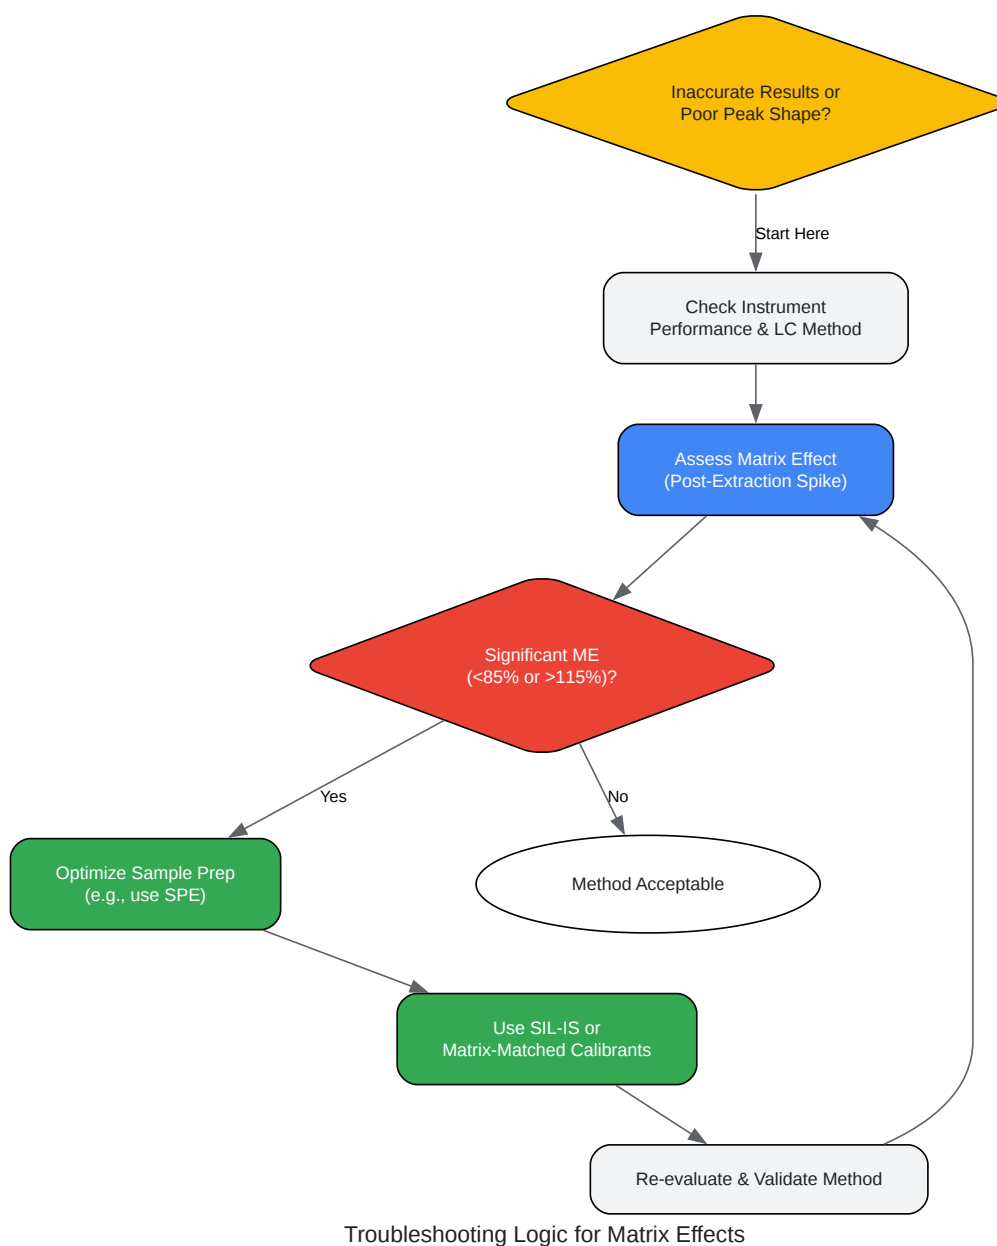 Inaccurate Results or
Poor Peak Shape?
Start Here
Check Instrument
Performance & LC Method
Assess Matrix Effect
(Post-Extraction Spike)
Significant ME
(<85% or >115%)?
Yes
No
Optimize Sample Prep
(e.g., use SPE)
Method Acceptable
Use SIL-IS or
Matrix-Matched Calibrants
Re-evaluate & Validate Method
Troubleshooting Logic for Matrix Effects